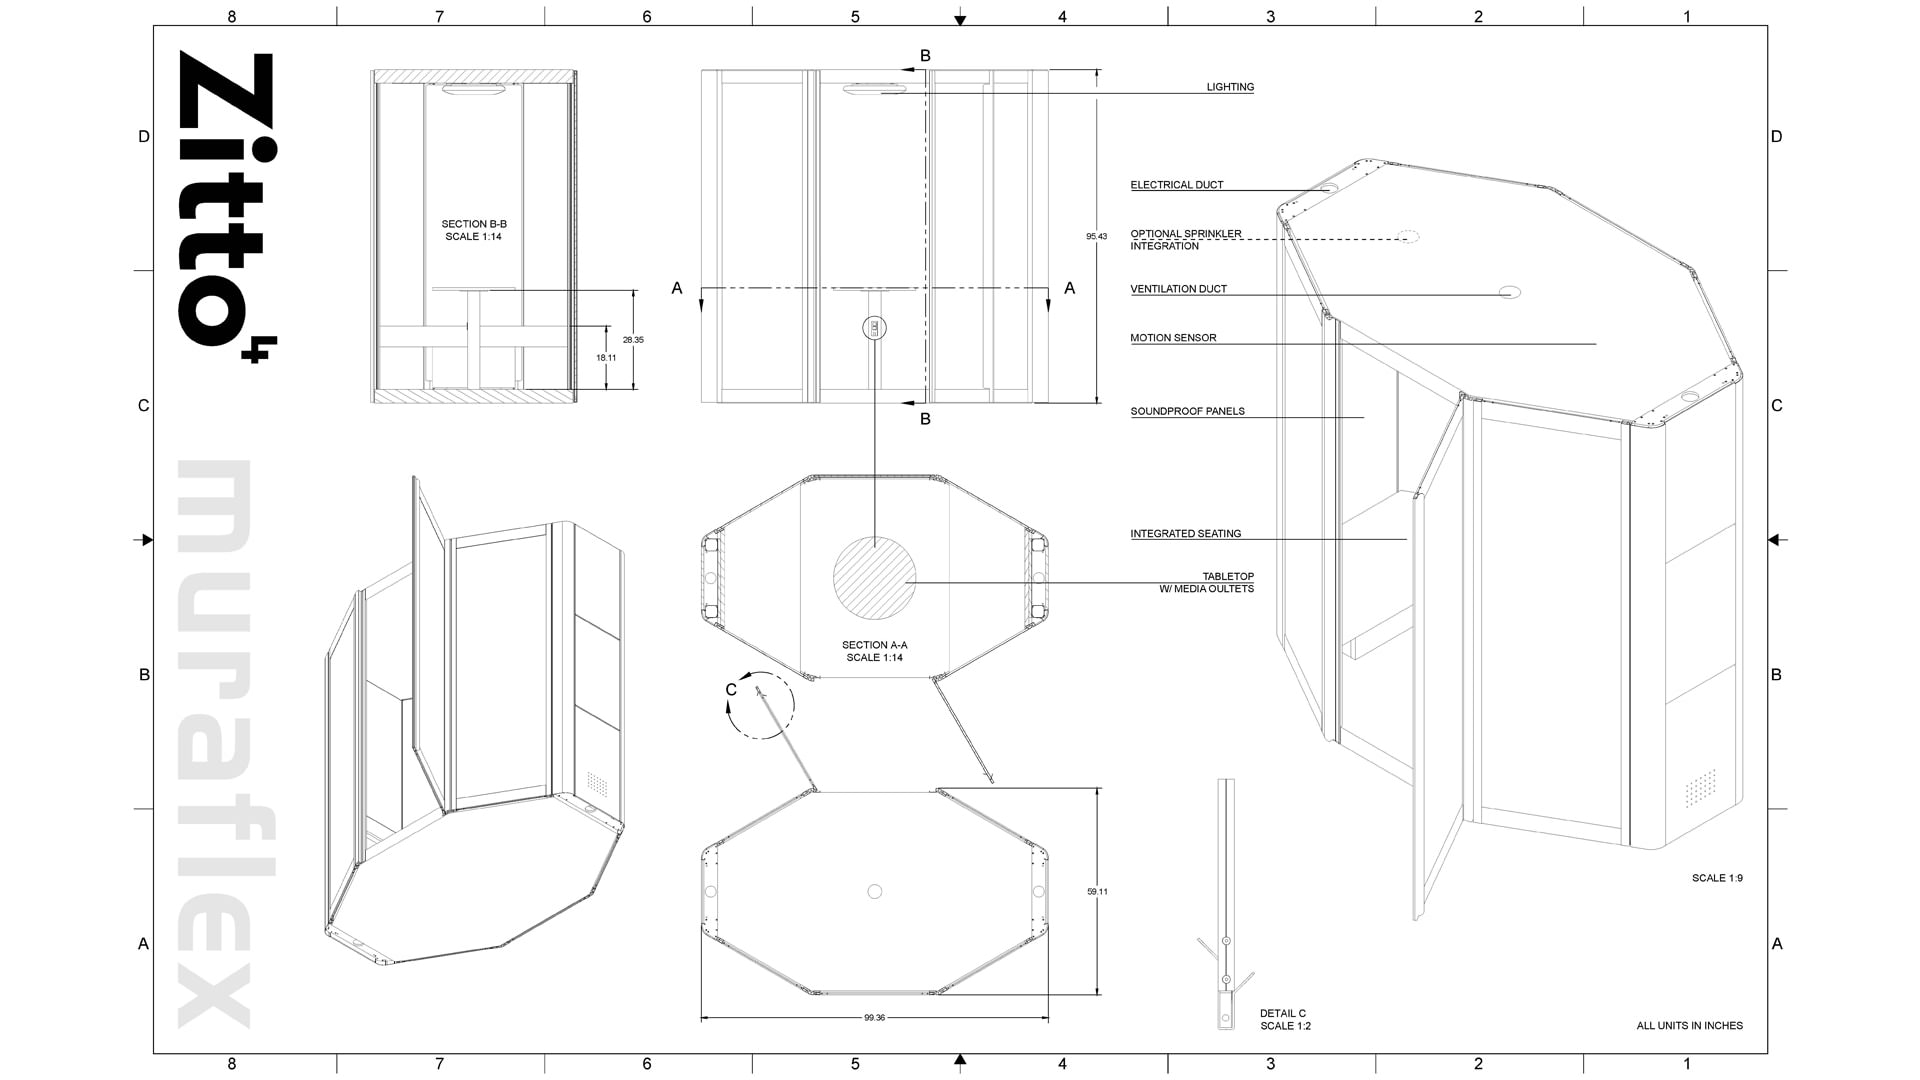 8 7 6 5 4 3 2 1
D
D
C
C
B
B
A
A
Zitto4
muraflex
SECTION B-B
SCALE 1:14
28.35
18.11
B
A
A
B
95.43
LIGHTING
ELECTRICAL DUCT
OPTIONAL SPRINKLER
INTEGRATION
VENTILATION DUCT
MOTION SENSOR
SOUNDPROOF PANELS
INTEGRATED SEATING
TABLETOP
W/ MEDIA OULTETS
SECTION A-A
SCALE 1:14
C
59.11
99.36
DETAIL C
SCALE 1:2
SCALE 1:9
ALL UNITS IN INCHES
8 7 6 5 4 3 2 1